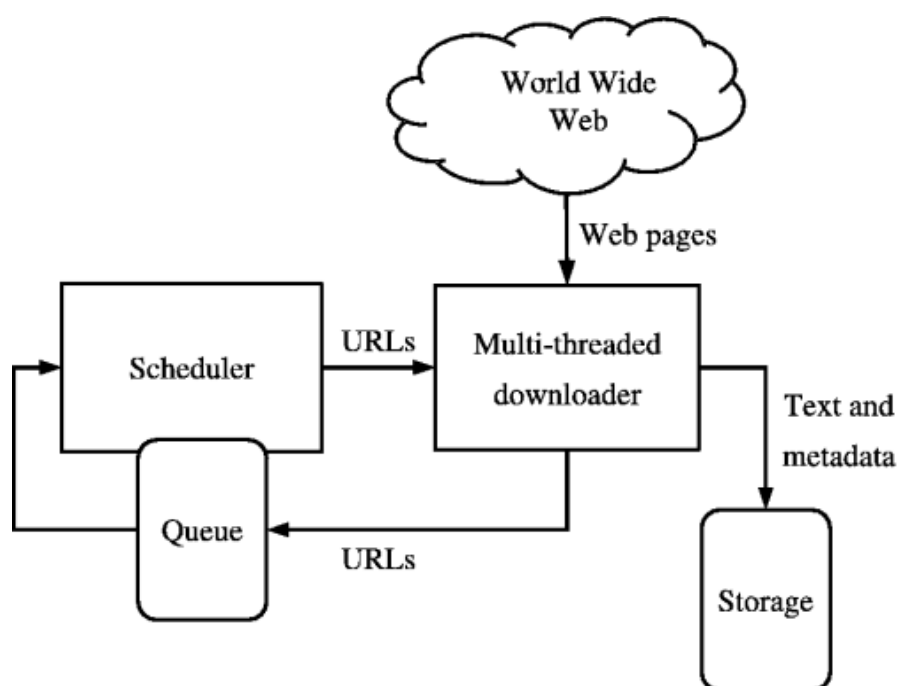 World Wide
Web
Web pages
Scheduler
URLs
Multi-threaded
downloader
Text and
metadata
Queue
URLs
Storage